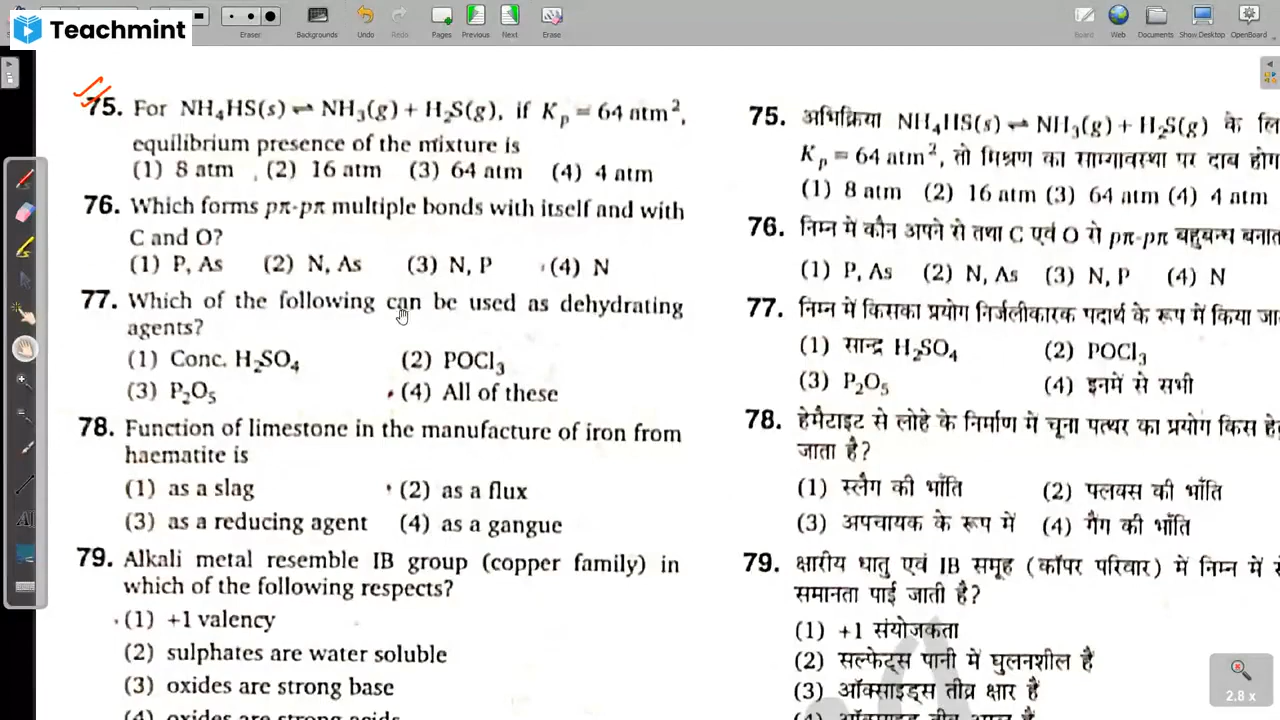 Teachmint
Eraser
Backgrounds
Undo
Redo
Pages
Previous
Next
Erase
Board
Web
Documents
Show Desktop
OpenBoard
75. For NH₄HS(s) ⇌ NH₃(g) + H₂S(g), if Kₚ = 64 atm²,
equilibrium presence of the mixture is
(1) 8 atm (2) 16 atm (3) 64 atm (4) 4 atm
76. Which forms pπ-pπ multiple bonds with itself and with
C and O?
(1) P, As (2) N, As (3) N, P (4) N
77. Which of the following can be used as dehydrating
agents?
(1) Conc. H₂SO₄ (2) POCl₃
(3) P₂O₅ (4) All of these
78. Function of limestone in the manufacture of iron from
haematite is
(1) as a slag (2) as a flux
(3) as a reducing agent (4) as a gangue
79. Alkali metal resemble IB group (copper family) in
which of the following respects?
(1) +1 valency
(2) sulphates are water soluble
(3) oxides are strong base
(4) oxides are strong acids
75. अभिक्रिया NH₄HS(s) ⇌ NH₃(g) + H₂S(g) के लि
Kₚ = 64 atm², तो मिश्रण का साम्यावस्था पर दाब होग
(1) 8 atm (2) 16 atm (3) 64 atm (4) 4 atm
76. निम्न में कौन अपने से तथा C एवं O से pπ-pπ बहुबन्ध बनात
(1) P, As (2) N, As (3) N, P (4) N
77. निम्न में किसका प्रयोग निर्जलीकारक पदार्थ के रूप में किया जा
(1) सान्द्र H₂SO₄ (2) POCl₃
(3) P₂O₅ (4) इनमें से सभी
78. हेमैटाइट से लोहे के निर्माण में चूना पत्थर का प्रयोग किस हे
जाता है?
(1) स्लैग की भाँति (2) फ्लक्स की भाँति
(3) अपचायक के रूप में (4) गैंग की भाँति
79. क्षारीय धातु एवं IB समूह (कॉपर परिवार) में निम्न में से
समानता पाई जाती है?
(1) +1 संयोजकता
(2) सल्फेट्स पानी में घुलनशील हैं
(3) ऑक्साइड्स तीव्र क्षार हैं
2.8 x